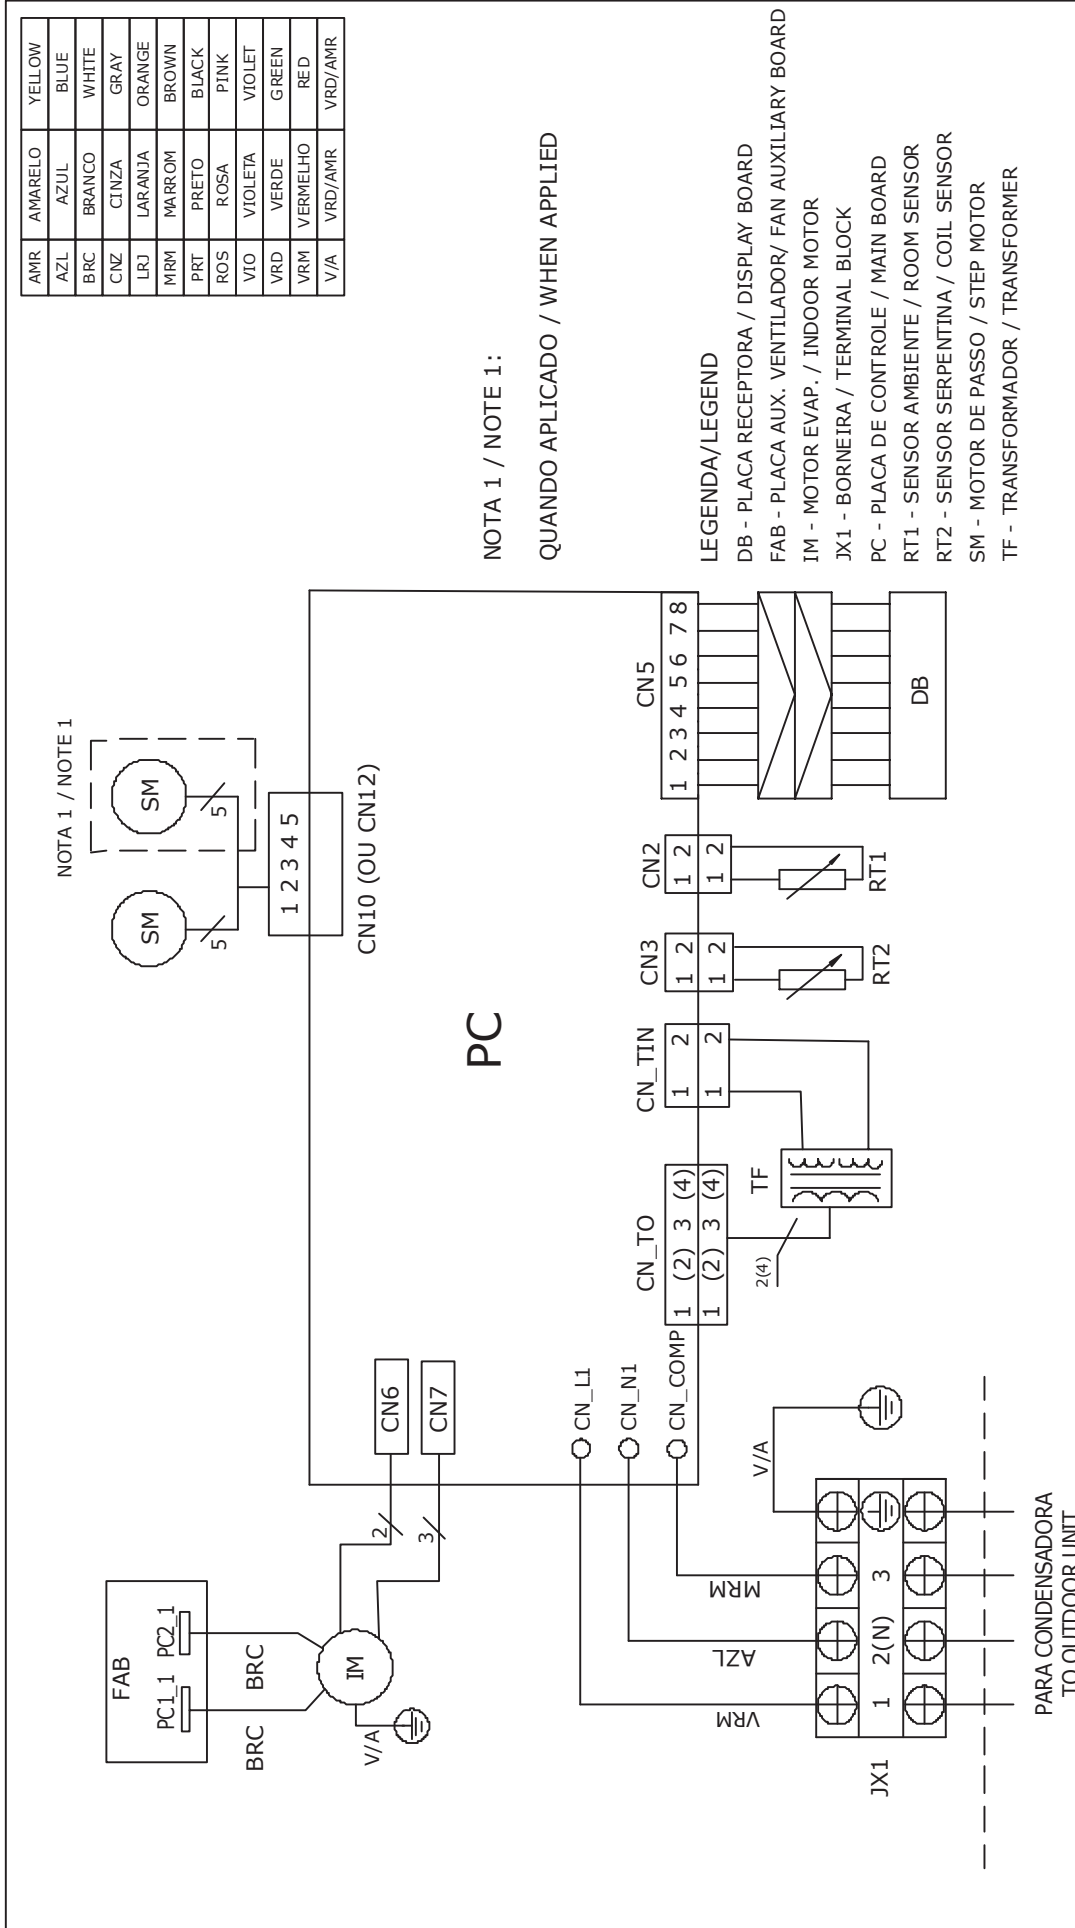 AMR AMARELO YELLOW
AZL AZUL BLUE
BRC BRANCO WHITE
CNZ CINZA GRAY
LRJ LARANJA ORANGE
MRM MARROM BROWN
PRT PRETO BLACK
ROS ROSA PINK
VIO VIOLETA VIOLET
VRD VERDE GREEN
VRM VERMELHO RED
V/A VRD/AMR VRD/AMR
NOTA 1 / NOTE 1:
QUANDO APLICADO / WHEN APPLIED
LEGENDA/LEGEND
DB - PLACA RECEPTORA / DISPLAY BOARD
FAB - PLACA AUX. VENTILADOR/ FAN AUXILIARY BOARD
IM - MOTOR EVAP. / INDOOR MOTOR
JX1 - BORNEIRA / TERMINAL BLOCK
PC - PLACA DE CONTROLE / MAIN BOARD
RT1 - SENSOR AMBIENTE / ROOM SENSOR
RT2 - SENSOR SERPENTINA / COIL SENSOR
SM - MOTOR DE PASSO / STEP MOTOR
TF - TRANSFORMADOR / TRANSFORMER
NOTA 1 / NOTE 1
SM
SM
5
5
1 2 3 4 5
CN10 (OU CN12)
PC
FAB
PC1_1 PC2_1
BRC
BRC
IM
V/A
2
3
CN6
CN7
CN_L1
CN_N1
CN_COMP
CN_TO
1 (2) 3 (4)
1 (2) 3 (4)
2(4)
TF
CN_TIN
1 2
1 2
CN3
1 2
1 2
RT2
CN2
1 2
1 2
RT1
CN5
1 2 3 4 5 6 7 8
DB
VRM
AZL
MRM
V/A
JX1
1 2(N) 3
PARA CONDENSADORA
TO OUTDOOR UNIT